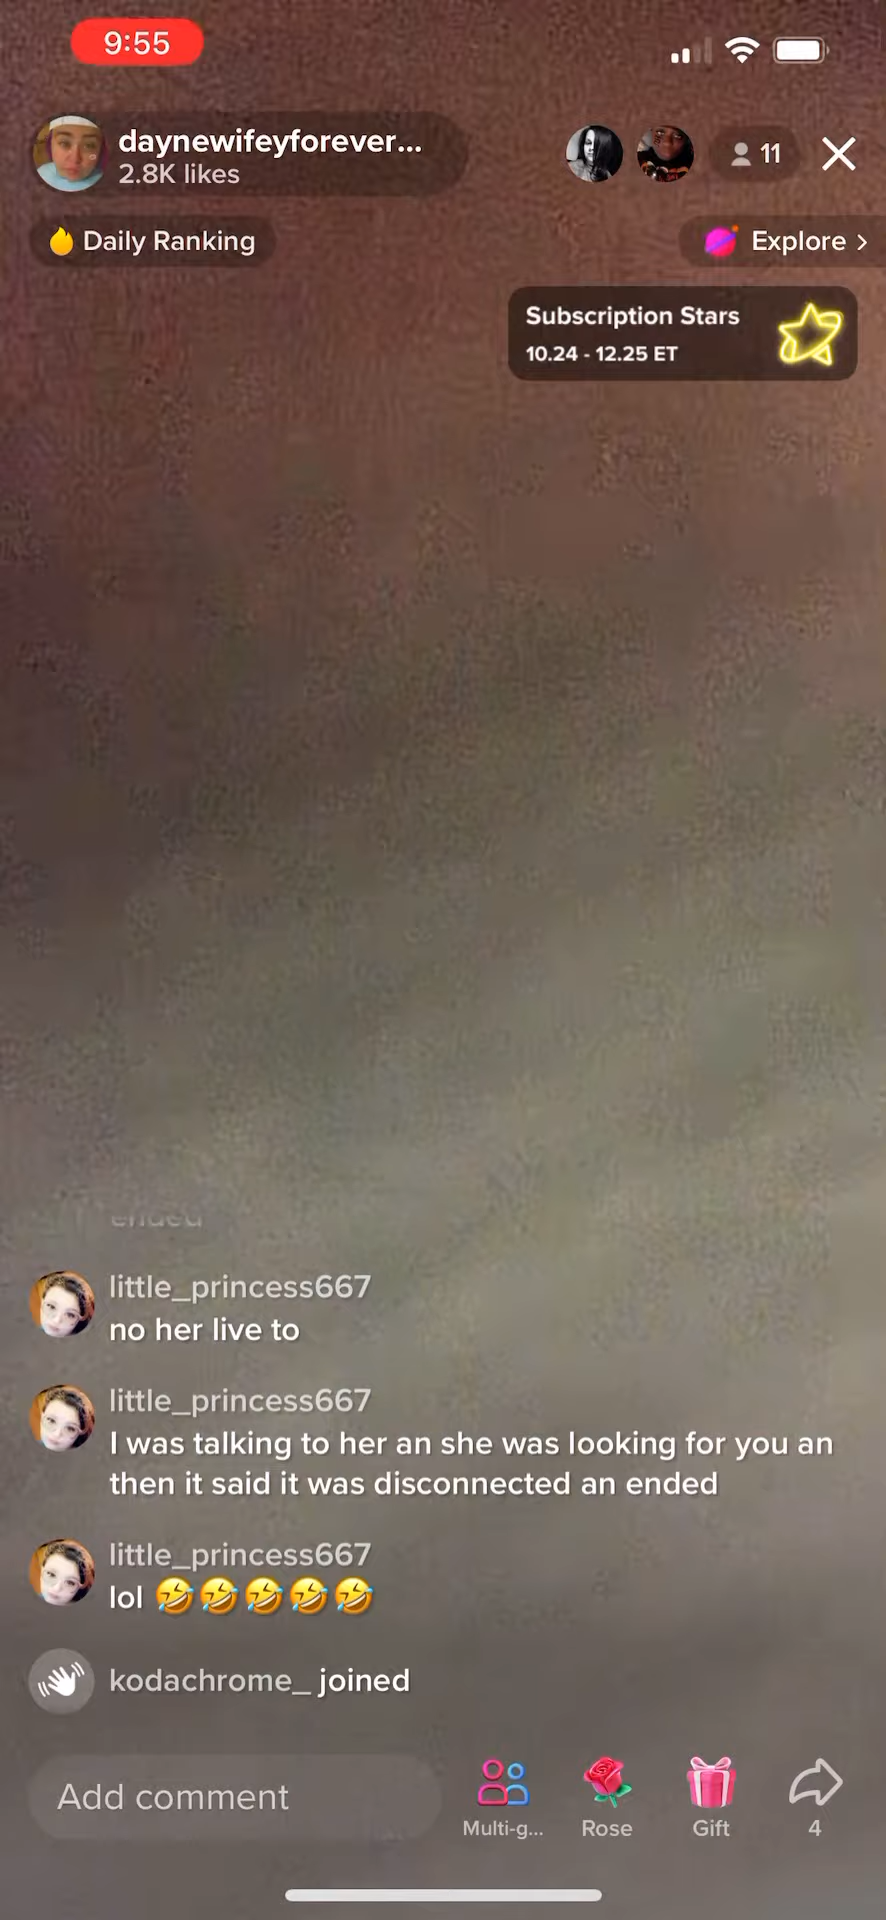 9:55
daynewifeyforever...
2.8K likes
11
Daily Ranking
Explore >
Subscription Stars
10.24 - 12.25 ET
ended
little_princess667
no her live to
little_princess667
I was talking to her an she was looking for you an
then it said it was disconnected an ended
little_princess667
lol 🤣🤣🤣🤣🤣
kodachrome_ joined
Add comment
Multi-g...
Rose
Gift
4